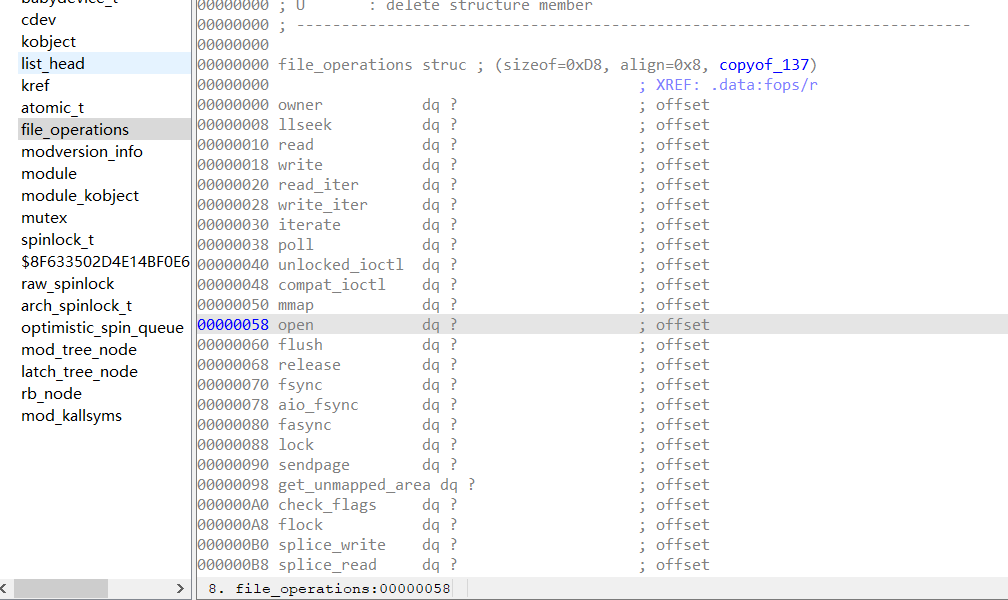 babydevice_t
cdev
kobject
list_head
kref
atomic_t
file_operations
modversion_info
module
module_kobject
mutex
spinlock_t
$8F633502D4E14BF0E6
raw_spinlock
arch_spinlock_t
optimistic_spin_queue
mod_tree_node
latch_tree_node
rb_node
mod_kallsyms
00000000 ; U       : delete structure member
00000000 ; ---------------------------------------------------------------------------
00000000
00000000 file_operations struc ; (sizeof=0xD8, align=0x8, copyof_137)
00000000                                         ; XREF: .data:fops/r
00000000 owner           dq ?                    ; offset
00000008 llseek          dq ?                    ; offset
00000010 read            dq ?                    ; offset
00000018 write           dq ?                    ; offset
00000020 read_iter       dq ?                    ; offset
00000028 write_iter      dq ?                    ; offset
00000030 iterate         dq ?                    ; offset
00000038 poll            dq ?                    ; offset
00000040 unlocked_ioctl  dq ?                    ; offset
00000048 compat_ioctl    dq ?                    ; offset
00000050 mmap            dq ?                    ; offset
00000058 open            dq ?                    ; offset
00000060 flush           dq ?                    ; offset
00000068 release         dq ?                    ; offset
00000070 fsync           dq ?                    ; offset
00000078 aio_fsync       dq ?                    ; offset
00000080 fasync          dq ?                    ; offset
00000088 lock            dq ?                    ; offset
00000090 sendpage        dq ?                    ; offset
00000098 get_unmapped_area dq ?                  ; offset
000000A0 check_flags     dq ?                    ; offset
000000A8 flock           dq ?                    ; offset
000000B0 splice_write    dq ?                    ; offset
000000B8 splice_read     dq ?                    ; offset
8. file_operations:00000058